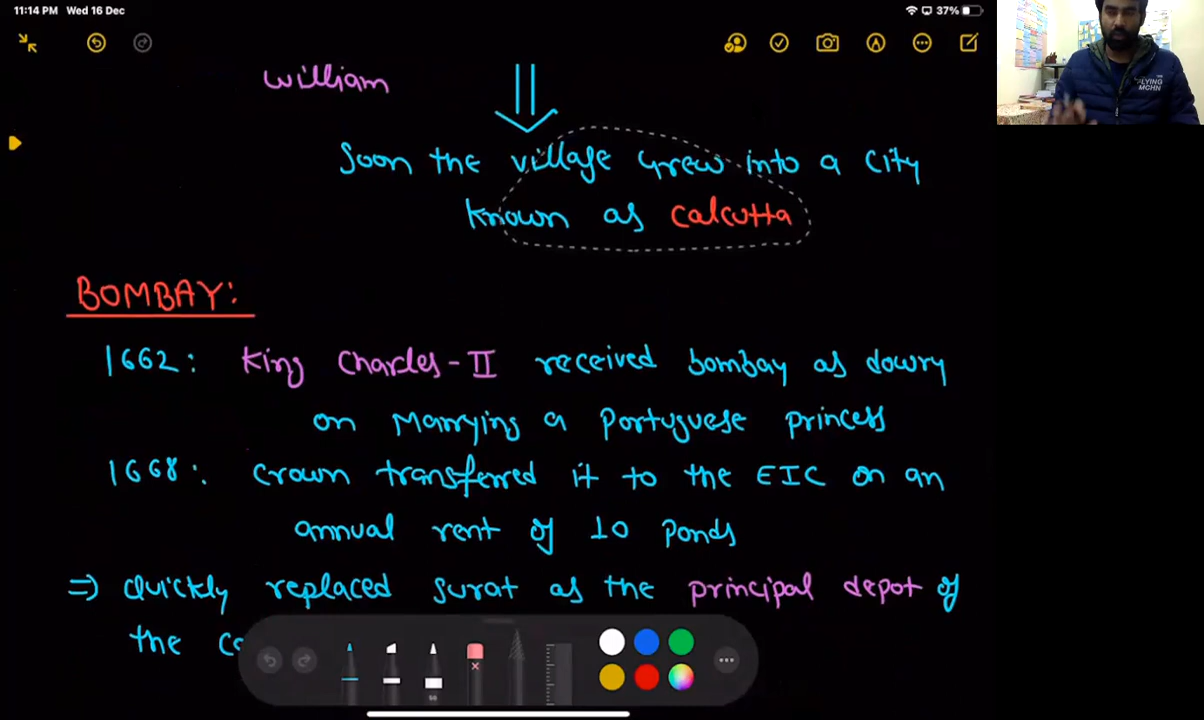 11:14 PM Wed 16 Dec
37%
william
Soon the village grew into a city
known as calcutta
BOMBAY:
1662: King Charles-II received bombay as dowry
on Marrying a Portuguese princess
1668: Crown transferred it to the EIC on an
annual rent of 10 ponds
=) Quickly replaced surat as the principal depot of
the
FLYING
MCHN